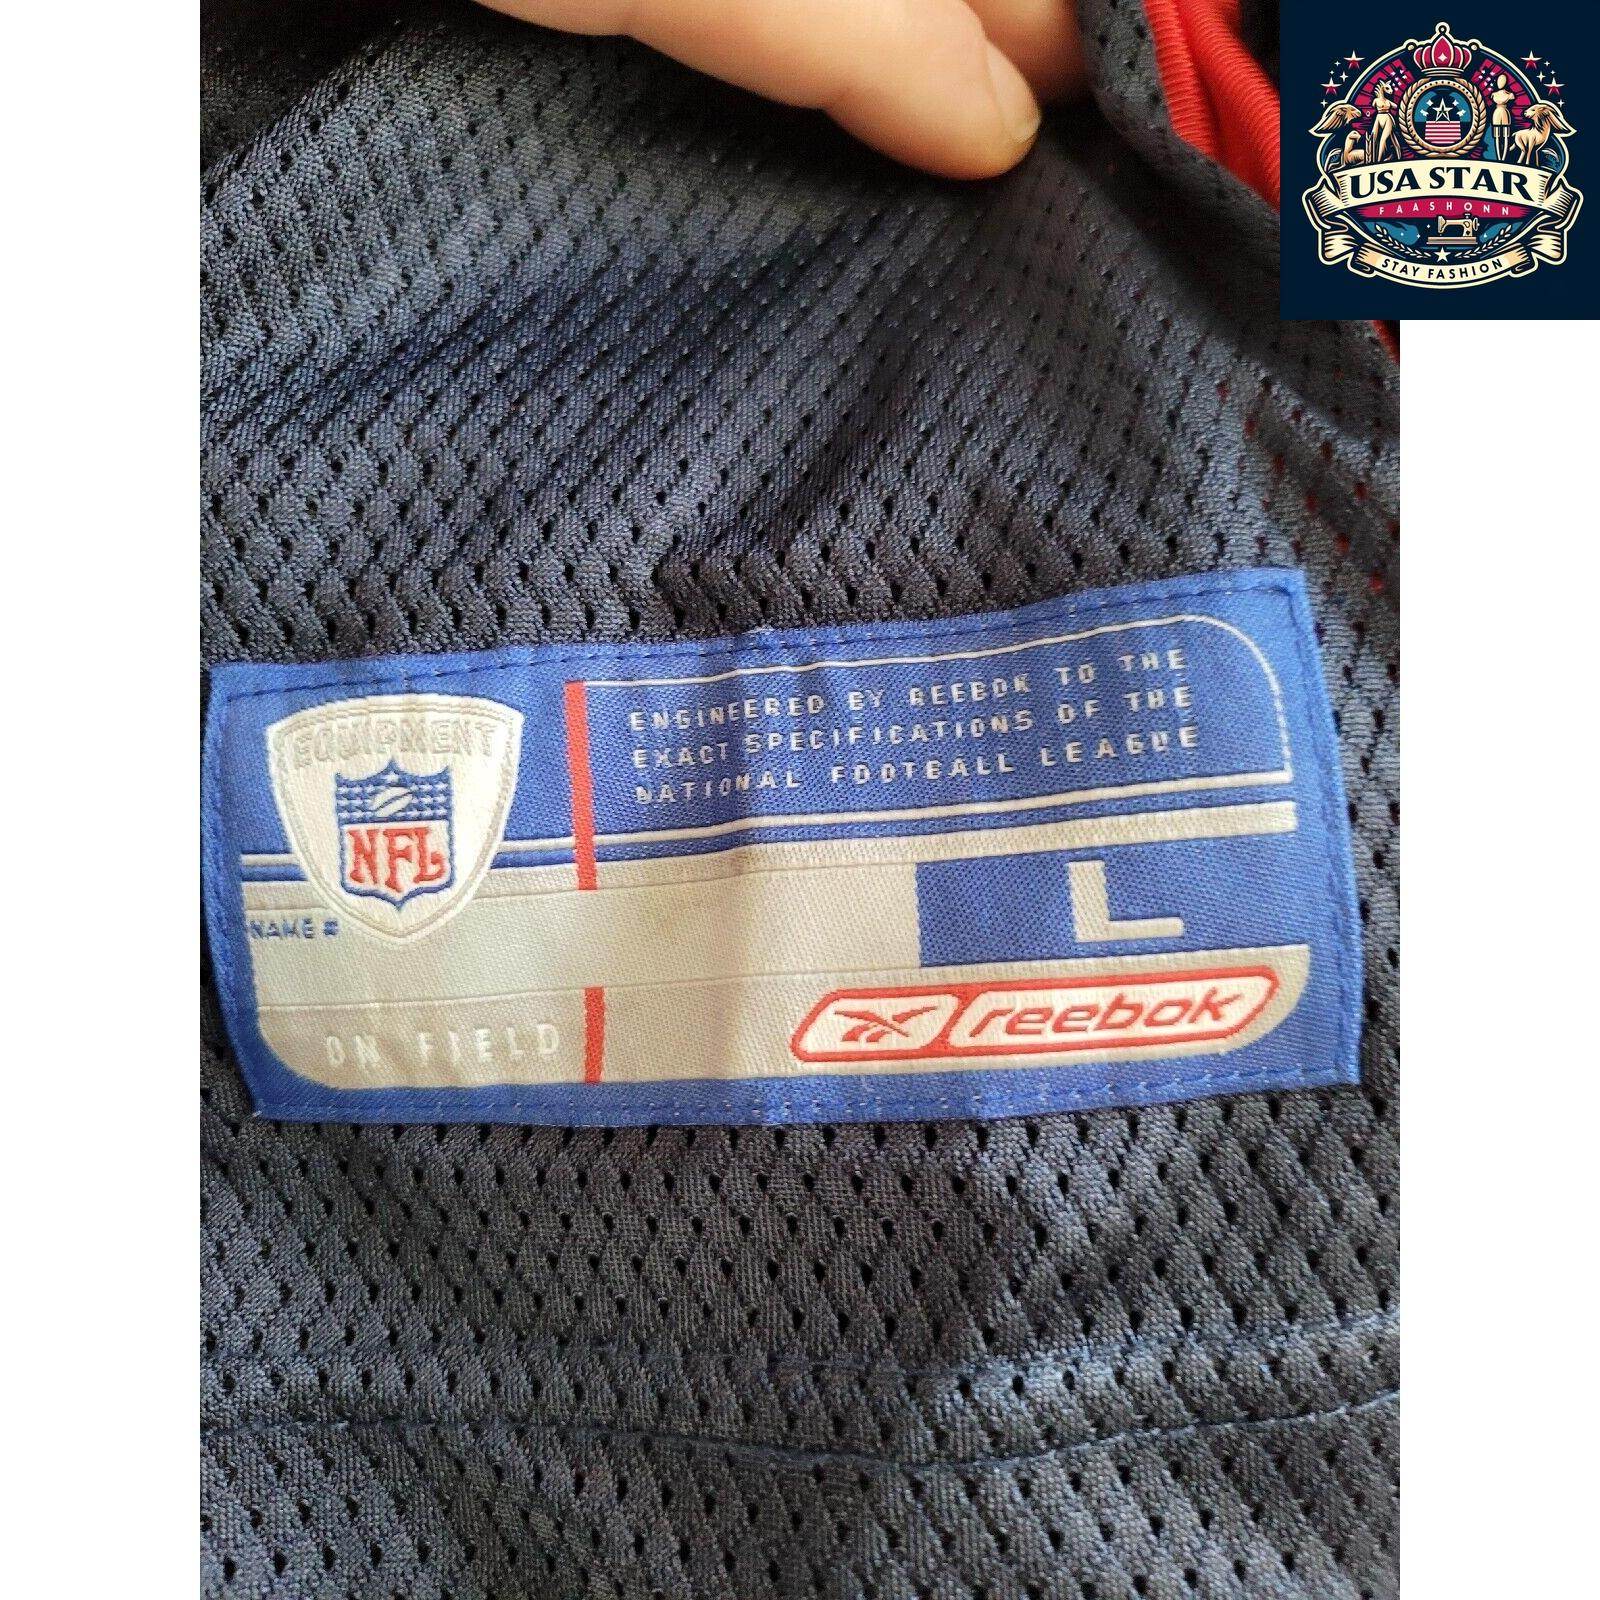 USA STAR
FAASHONN
STAY FASHION
EQUIPMENT
NFL
ENGINEERED BY REEBOK TO THE
EXACT SPECIFICATIONS OF THE
NATIONAL FOOTBALL LEAGUE
NAME #
L
ON FIELD
reebok